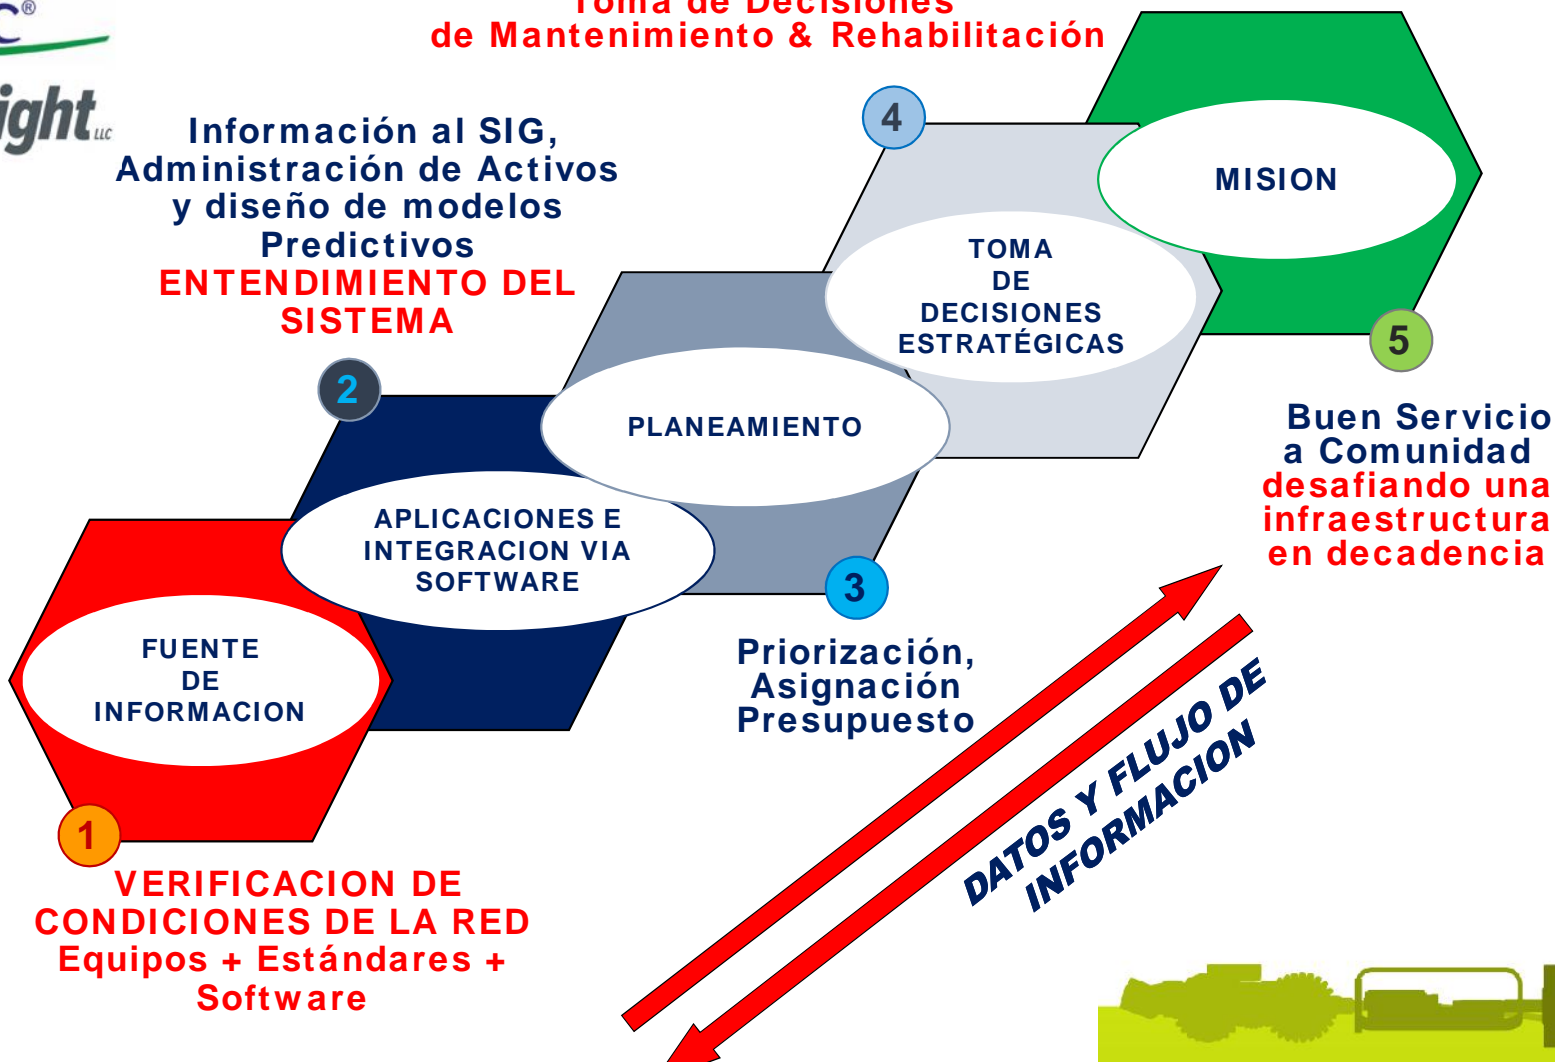 Toma de Decisiones
de Mantenimiento & Rehabilitación
C®
ight LLC
Información al SIG,
Administración de Activos
y diseño de modelos
Predictivos
ENTENDIMIENTO DEL
SISTEMA
4
MISION
TOMA
DE
DECISIONES
ESTRATÉGICAS
5
2
Buen Servicio
a Comunidad
desafiando una
infraestructura
en decadencia
PLANEAMIENTO
APLICACIONES E
INTEGRACION VIA
SOFTWARE
3
Priorización,
Asignación
Presupuesto
FUENTE
DE
INFORMACION
DATOS Y FLUJO DE
INFORMACION
1
VERIFICACION DE
CONDICIONES DE LA RED
Equipos + Estándares +
Software